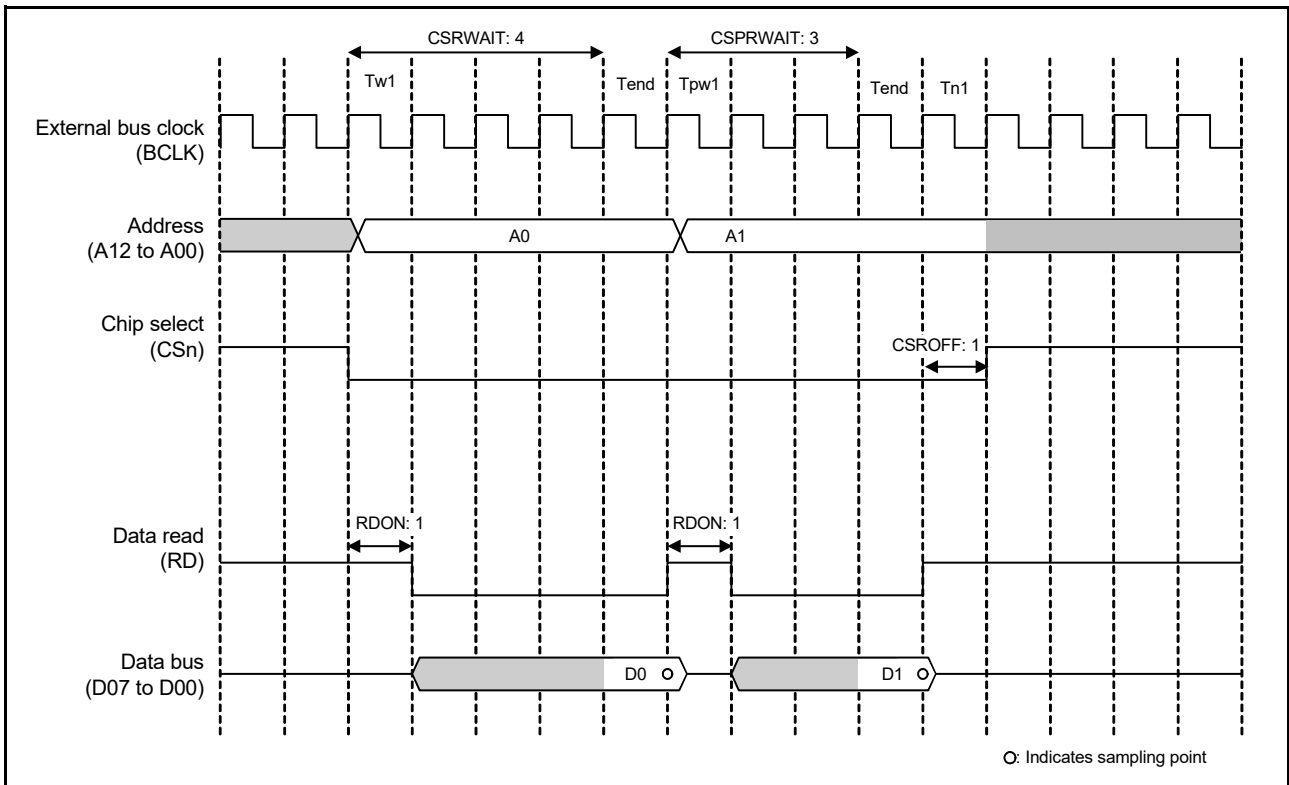 CSRWAIT: 4
CSPRWAIT: 3
Tw1
Tend
Tpw1
Tend
Tn1
External bus clock
(BCLK)
Address
(A12 to A00)
A0
A1
Chip select
(CSn)
CSROFF: 1
Data read
(RD)
RDON: 1
RDON: 1
Data bus
(D07 to D00)
D0
D1
O: Indicates sampling point